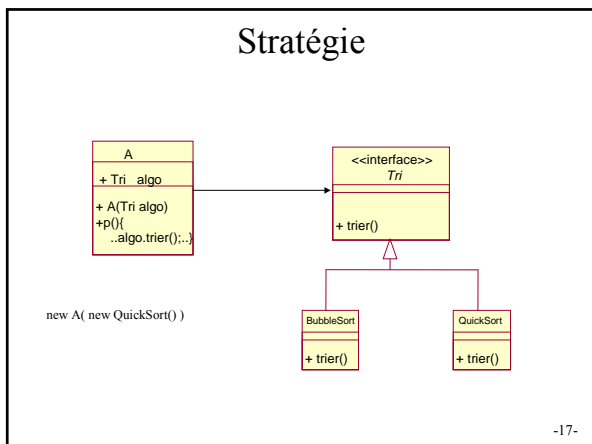 Stratégie
A
+ Tri algo
+ A(Tri algo)
+p(){
..algo.trier();..}
<<interface>>
Tri
+ trier()
new A( new QuickSort() )
BubbleSort
+ trier()
QuickSort
+ trier()
-17-